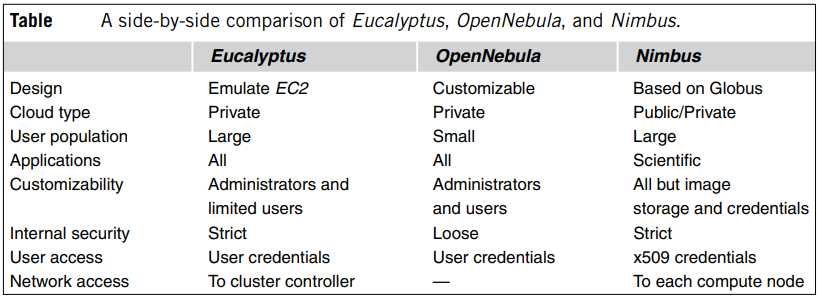 Table A side-by-side comparison of Eucalyptus, OpenNebula, and Nimbus.
Eucalyptus OpenNebula Nimbus
Design Emulate EC2 Customizable Based on Globus
Cloud type Private Private Public/Private
User population Large Small Large
Applications All All Scientific
Customizability Administrators and Administrators All but image
limited users and users storage and credentials
Internal security Strict Loose Strict
User access User credentials User credentials x509 credentials
Network access To cluster controller — To each compute node